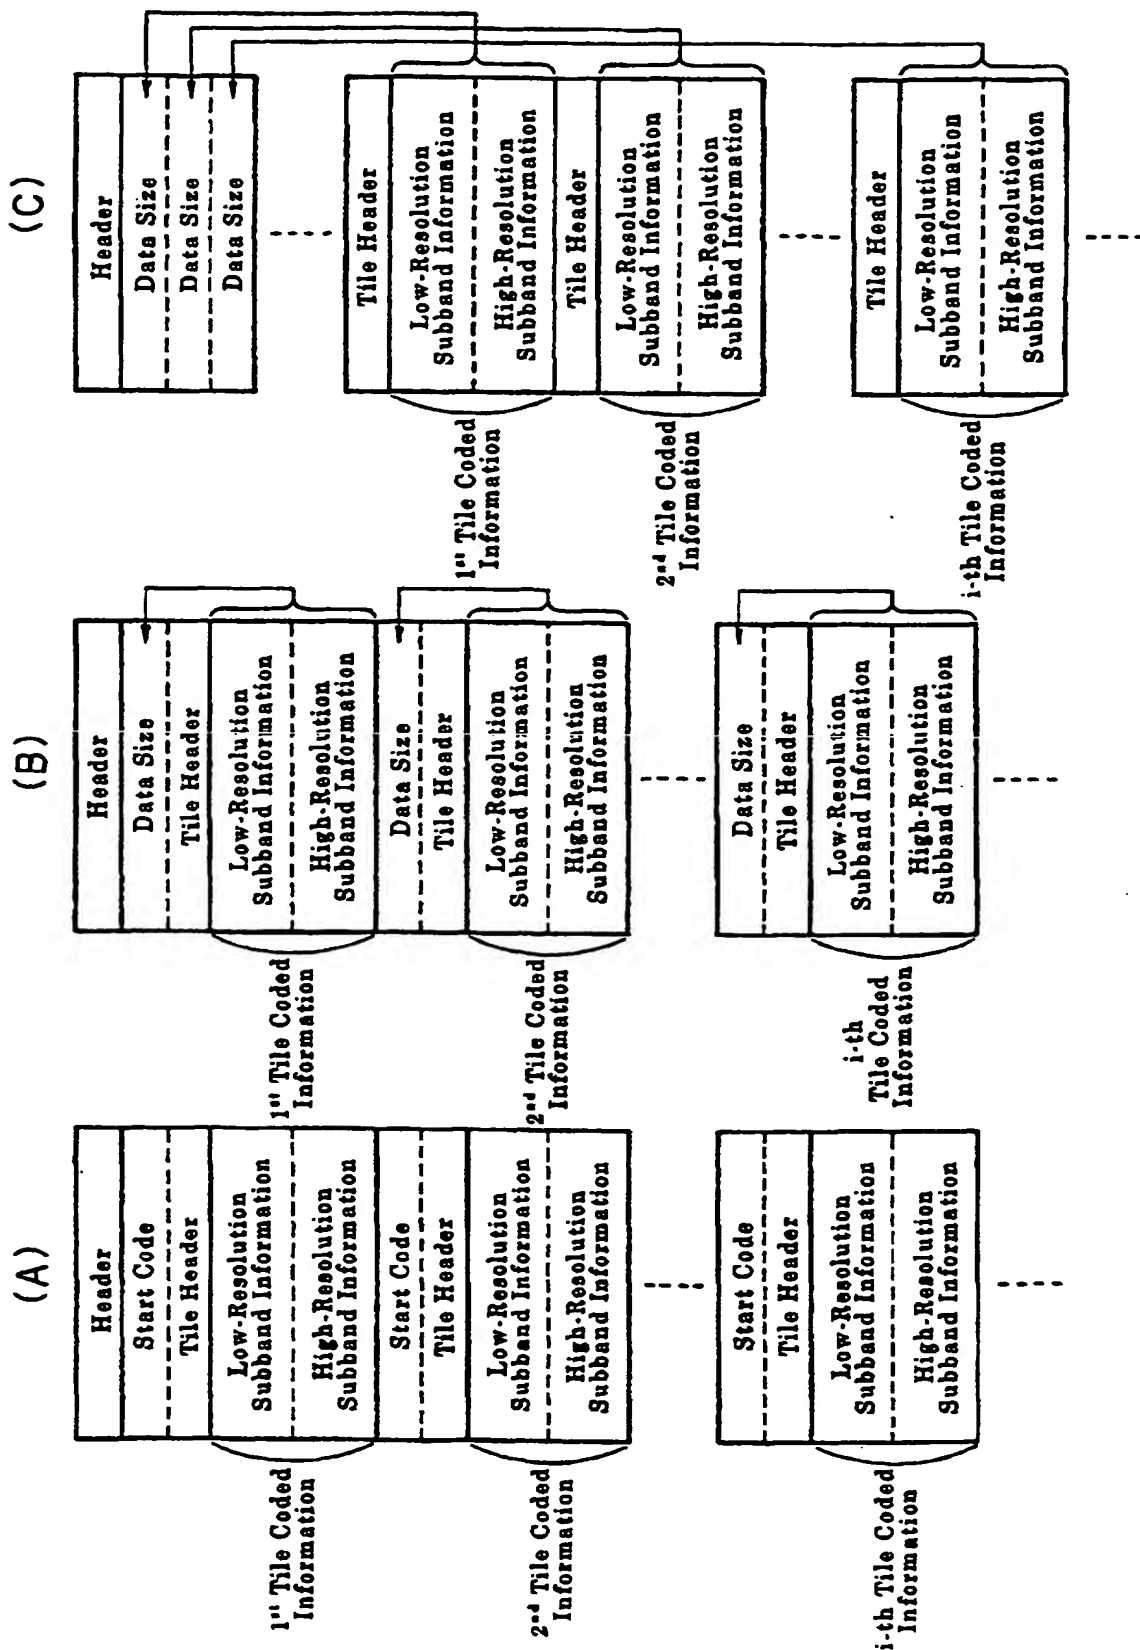 (A)
Header
Start Code
Tile Header
Low-Resolution
Subband Information
High-Resolution
Subband Information
Start Code
Tile Header
Low-Resolution
Subband Information
High-Resolution
Subband Information
Start Code
Tile Header
Low-Resolution
Subband Information
High-Resolution
Subband Information
1st Tile Coded
Information
2nd Tile Coded
Information
i-th Tile Coded
Information
(B)
Header
Data Size
Tile Header
Low-Resolution
Subband Information
High-Resolution
Subband Information
Data Size
Tile Header
Low-Resolution
Subband Information
High-Resolution
Subband Information
Data Size
Tile Header
Low-Resolution
Subband Information
High-Resolution
Subband Information
1st Tile Coded
Information
2nd Tile Coded
Information
i-th
Tile Coded
Information
(C)
Header
Data Size
Data Size
Data Size
Tile Header
Low-Resolution
Subband Information
High-Resolution
Subband Information
Tile Header
Low-Resolution
Subband Information
High-Resolution
Subband Information
Tile Header
Low-Resolution
Subband Information
High-Resolution
Subband Information
1st Tile Coded
Information
2nd Tile Coded
Information
i-th Tile Coded
Information